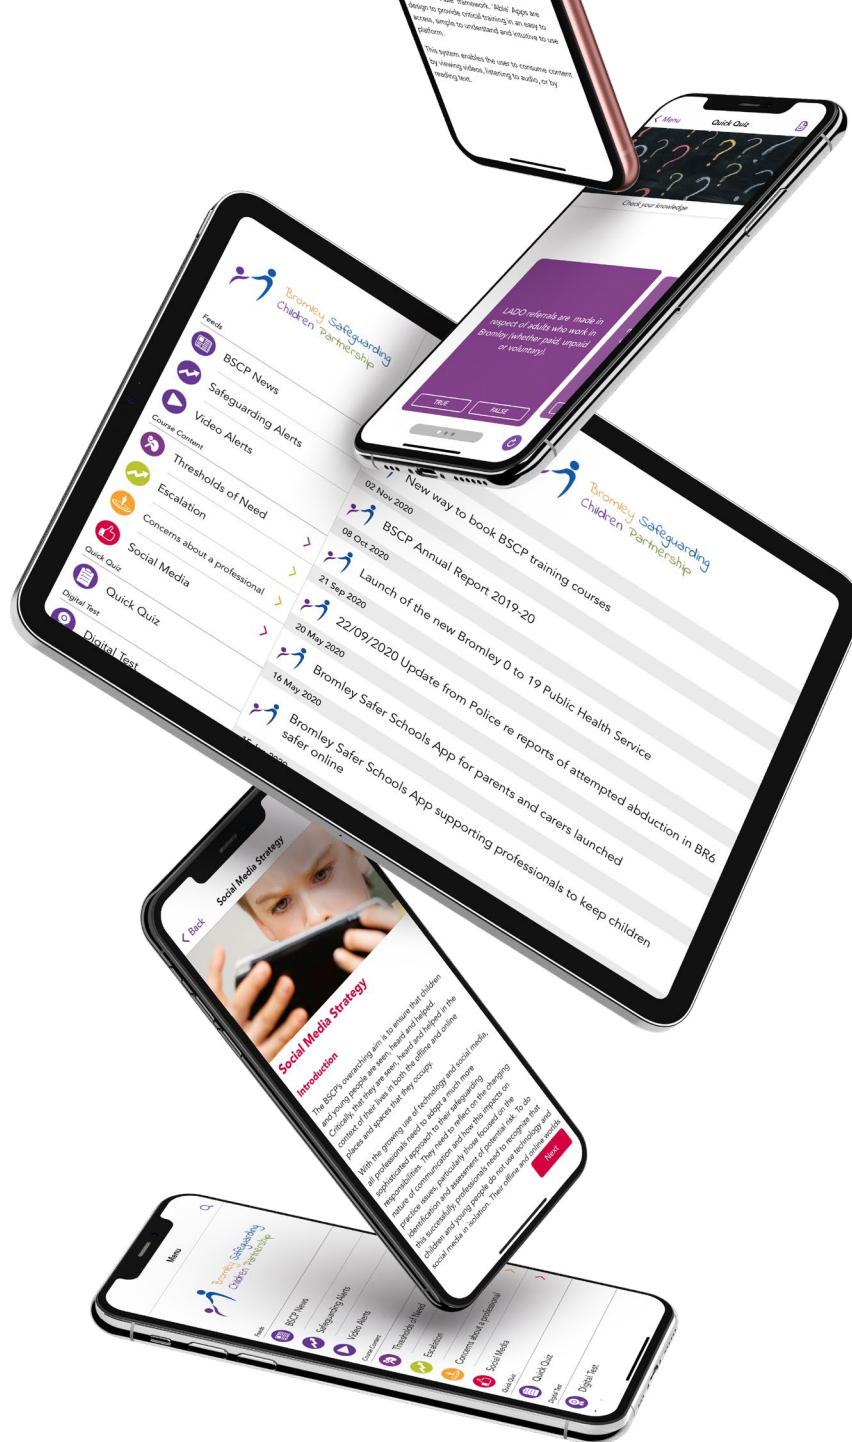 'Able' framework. 'Able' Apps are
design to provide critical training in an easy to
access, simple to understand and intuitive to use
platform.
This system enables the user to consume content
by viewing videos, listening to audio, or by
reading text.
Menu
Quick Quiz
Check your knowledge
LADO referrals are made in
respect of adults who work in
Bromley (whether paid, unpaid
or voluntary).
TRUE
FALSE
Bromley Safeguarding
Children Partnership
Feeds
BSCP News
Safeguarding Alerts
Video Alerts
Course Content
Thresholds of Need
Escalation
Concerns about a professional
Social Media
Quick Quiz
Quick Quiz
Digital Test
Digital Test
Bromley Safeguarding
Children Partnership
New way to book BSCP training courses
02 Nov 2020
BSCP Annual Report 2019-20
08 Oct 2020
Launch of the new Bromley 0 to 19 Public Health Service
21 Sep 2020
22/09/2020 Update from Police re reports of attempted abduction in BR6
20 May 2020
Bromley Safer Schools App for parents and carers launched
16 May 2020
Bromley Safer Schools App supporting professionals to keep children
safer online
Back
Social Media Strategy
Social Media Strategy
Introduction
The BSCP's overarching aim is to ensure that children
and young people are seen, heard and helped.
Critically, that they are seen, heard and helped in the
context of their lives in both the offline and online
places and spaces that they occupy.
With the growing use of technology and social media,
all professionals need to adopt a much more
sophisticated approach to their safeguarding
responsibilities. They need to reflect on the changing
nature of communication and how this impacts on
practice issues, particularly those focused on the
identification and assessment of potential risk. To do
this successfully, professionals need to recognize that
children and young people do not use technology and
social media in isolation. Their offline and online worlds
Next
Menu
Bromley Safeguarding
Children Partnership
Feeds
BSCP News
Safeguarding Alerts
Video Alerts
Course Content
Thresholds of Need
Escalation
Concerns about a professional
Social Media
Quick Quiz
Quick Quiz
Digital Test
Digital Test